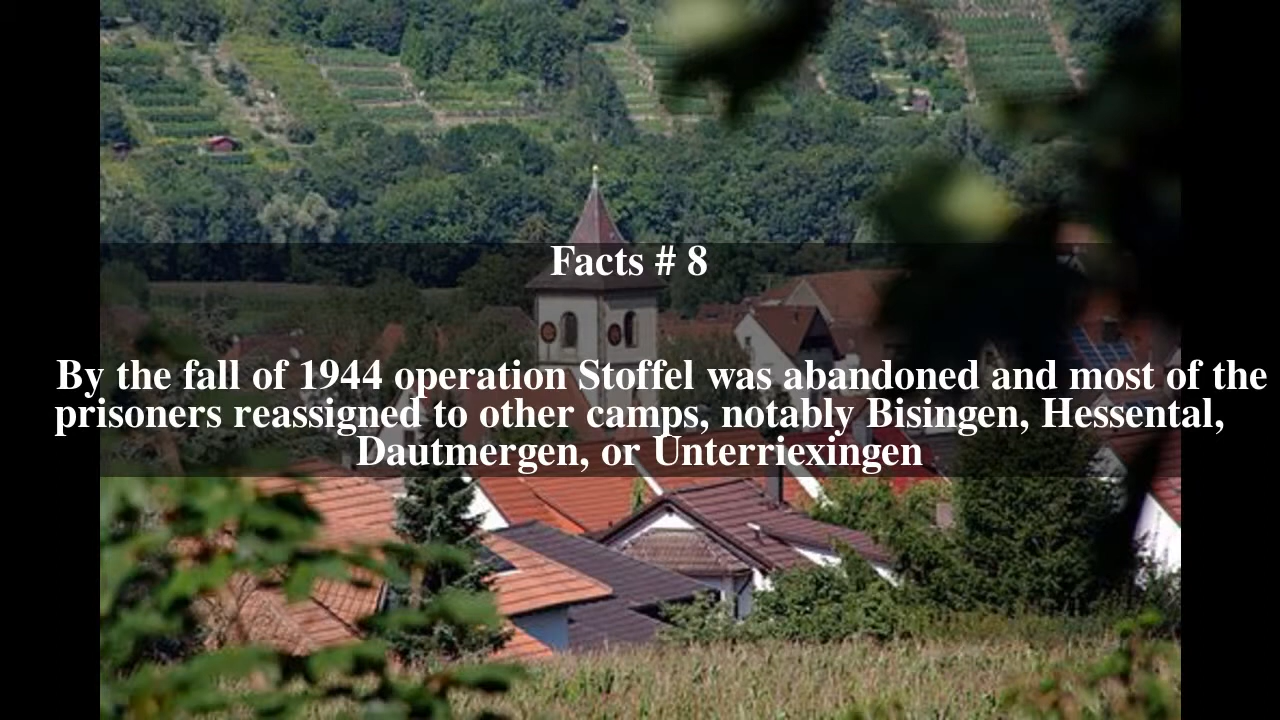 Facts # 8
By the fall of 1944 operation Stoffel was abandoned and most of the
prisoners reassigned to other camps, notably Bisingen, Hessental,
Dautmergen, or Unterriexingen